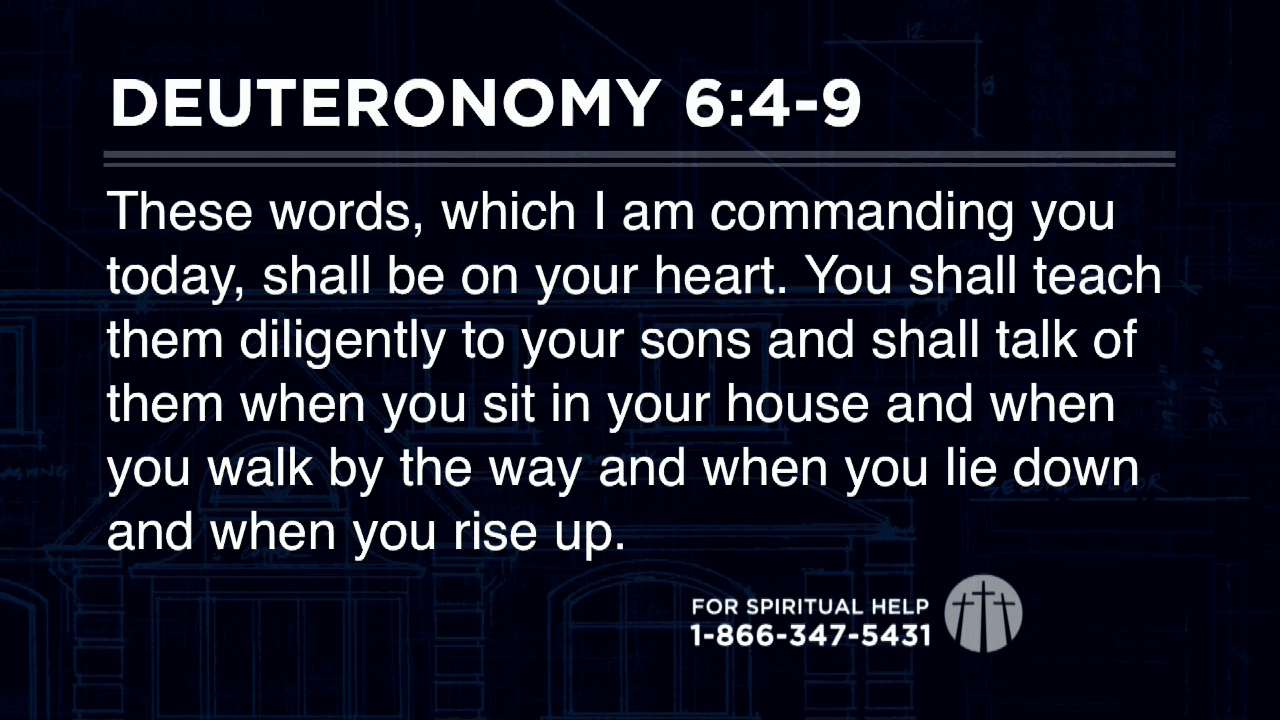 DEUTERONOMY 6:4-9
These words, which I am commanding you
today, shall be on your heart. You shall teach
them diligently to your sons and shall talk of
them when you sit in your house and when
you walk by the way and when you lie down
and when you rise up.
FOR SPIRITUAL HELP
1-866-347-5431